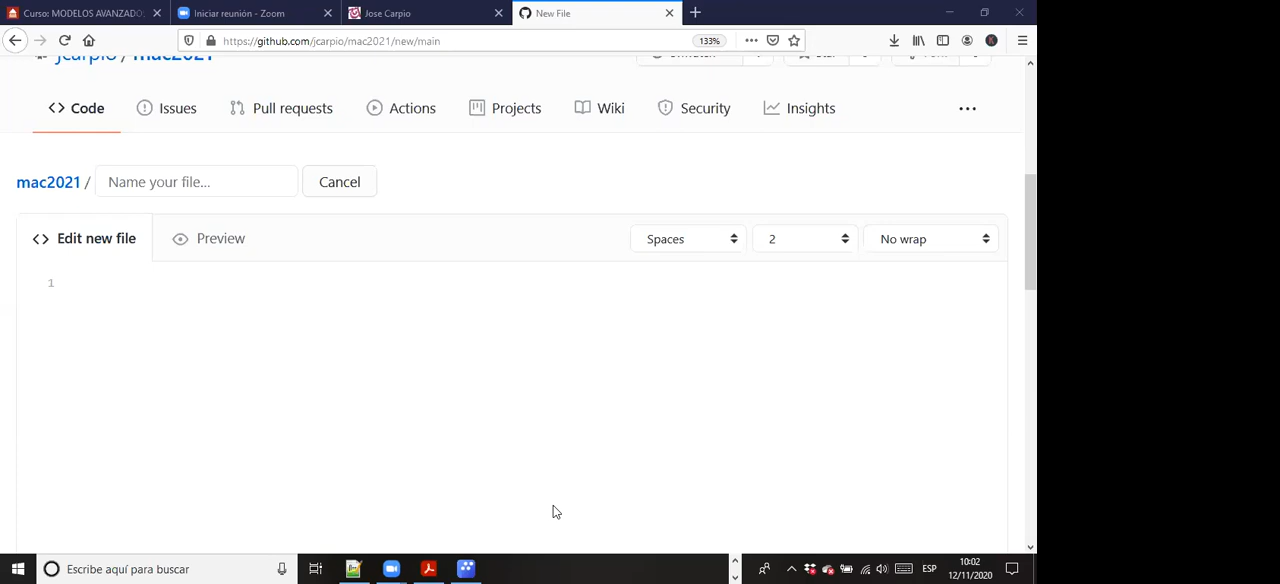 Curso: MODELOS AVANZADO
Iniciar reunión - Zoom
Jose Carpio
New File
https://github.com/jcarpio/mac2021/new/main
133%
jcarpio / mac2021
Code
Issues
Pull requests
Actions
Projects
Wiki
Security
Insights
mac2021 /
Name your file...
Cancel
Edit new file
Preview
Spaces
2
No wrap
1
Escribe aquí para buscar
ESP
10:02
12/11/2020